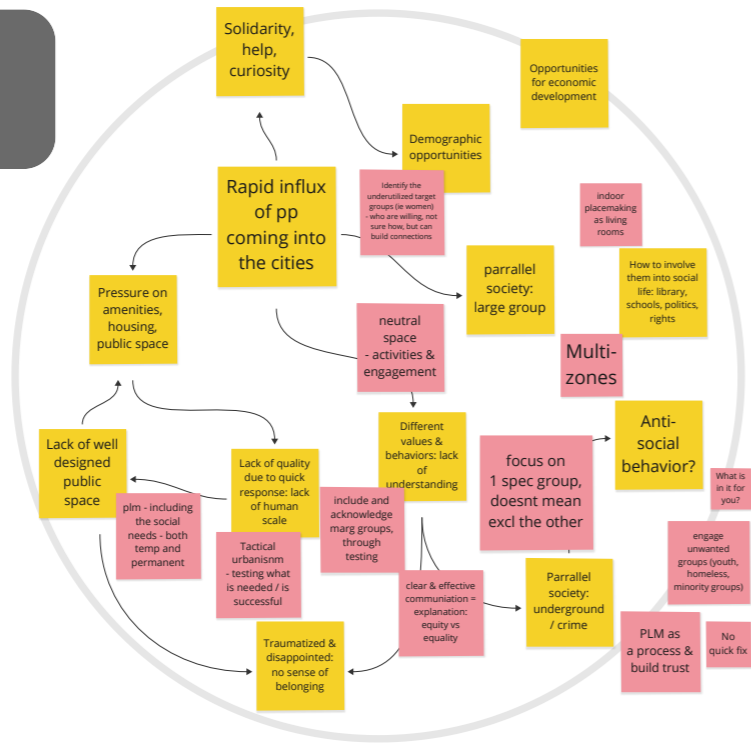 Solidarity,
help,
curiosity
Opportunities
for economic
development
Demographic
opportunities
Identify the
underutilized target
groups (ie women)
- who are willing, not
sure how, but can
build connections
Rapid influx
of pp
coming into
the cities
indoor
placemaking
as living
rooms
How to involve
them into social
life: library,
schools, politics,
rights
parrallel
society:
large group
Pressure on
amenities,
housing,
public space
neutral
space
- activities &
engagement
Multi-
zones
Anti-
social
behavior?
Different
values &
behaviors: lack
of
understanding
Lack of well
designed
public
space
Lack of quality
due to quick
response: lack
of human
scale
focus on
1 spec group,
doesnt mean
excl the other
What is
in it for
you?
plm - including
the social
needs - both
temp and
permanent
include and
acknowledge
marg groups,
through
testing
Tactical
urbanisnm
- testing what
is needed / is
successful
engage
unwanted
groups (youth,
homeless,
minority groups)
clear & effective
communiation =
explanation:
equity vs
equality
Parrallel
society:
underground
/ crime
Traumatized &
disappointed:
no sense of
belonging
PLM as
a process &
build trust
No
quick fix